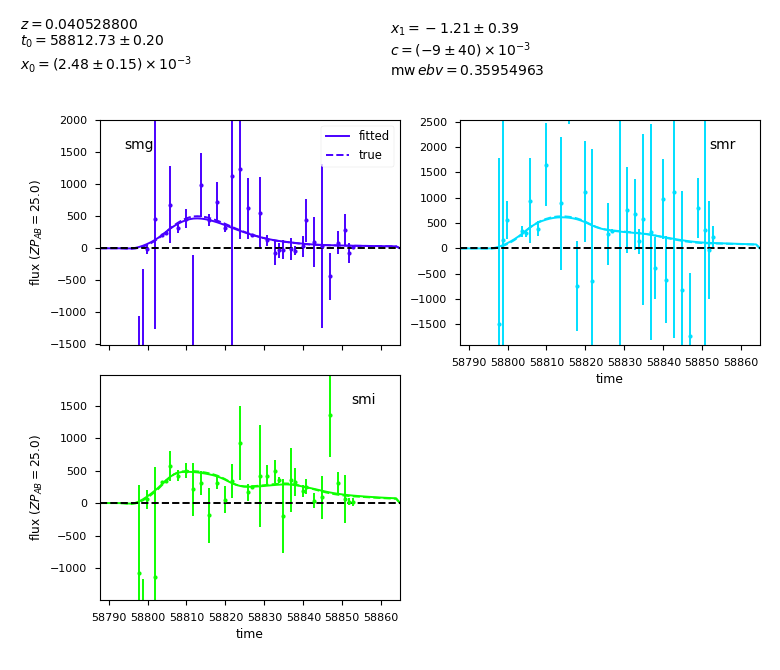 z = 0.040528800
t₀ = 58812.73 ± 0.20
x₀ = (2.48 ± 0.15) × 10⁻³
x₁ = −1.21 ± 0.39
c = (−9 ± 40) × 10⁻³
mw ebv = 0.35954963
2000
1500
1000
500
0
−500
−1000
−1500
flux (ZP_AB = 25.0)
smg
fitted
true
2500
2000
1500
1000
500
0
−500
−1000
−1500
smr
58790 58800 58810 58820 58830 58840 58850 58860
time
1500
1000
500
0
−500
−1000
flux (ZP_AB = 25.0)
smi
58790 58800 58810 58820 58830 58840 58850 58860
time